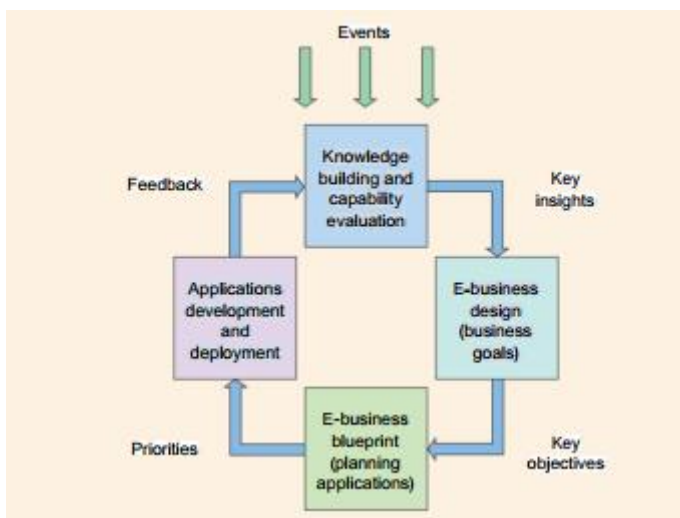 Events
Knowledge
building and
capability
evaluation
Feedback
Key
insights
Applications
development
and
deployment
E-business
design
(business
goals)
E-business
blueprint
(planning
applications)
Priorities
Key
objectives